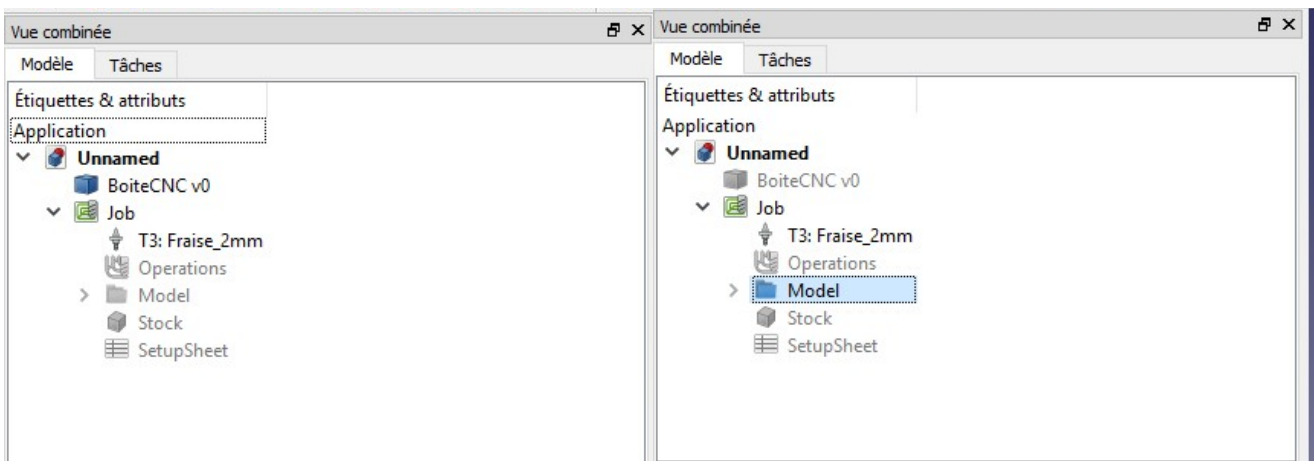 Vue combinée
Modèle Tâches
Étiquettes & attributs
Application
Unnamed
BoiteCNC v0
Job
T3: Fraise_2mm
Operations
Model
Stock
SetupSheet
Vue combinée
Modèle Tâches
Étiquettes & attributs
Application
Unnamed
BoiteCNC v0
Job
T3: Fraise_2mm
Operations
Model
Stock
SetupSheet